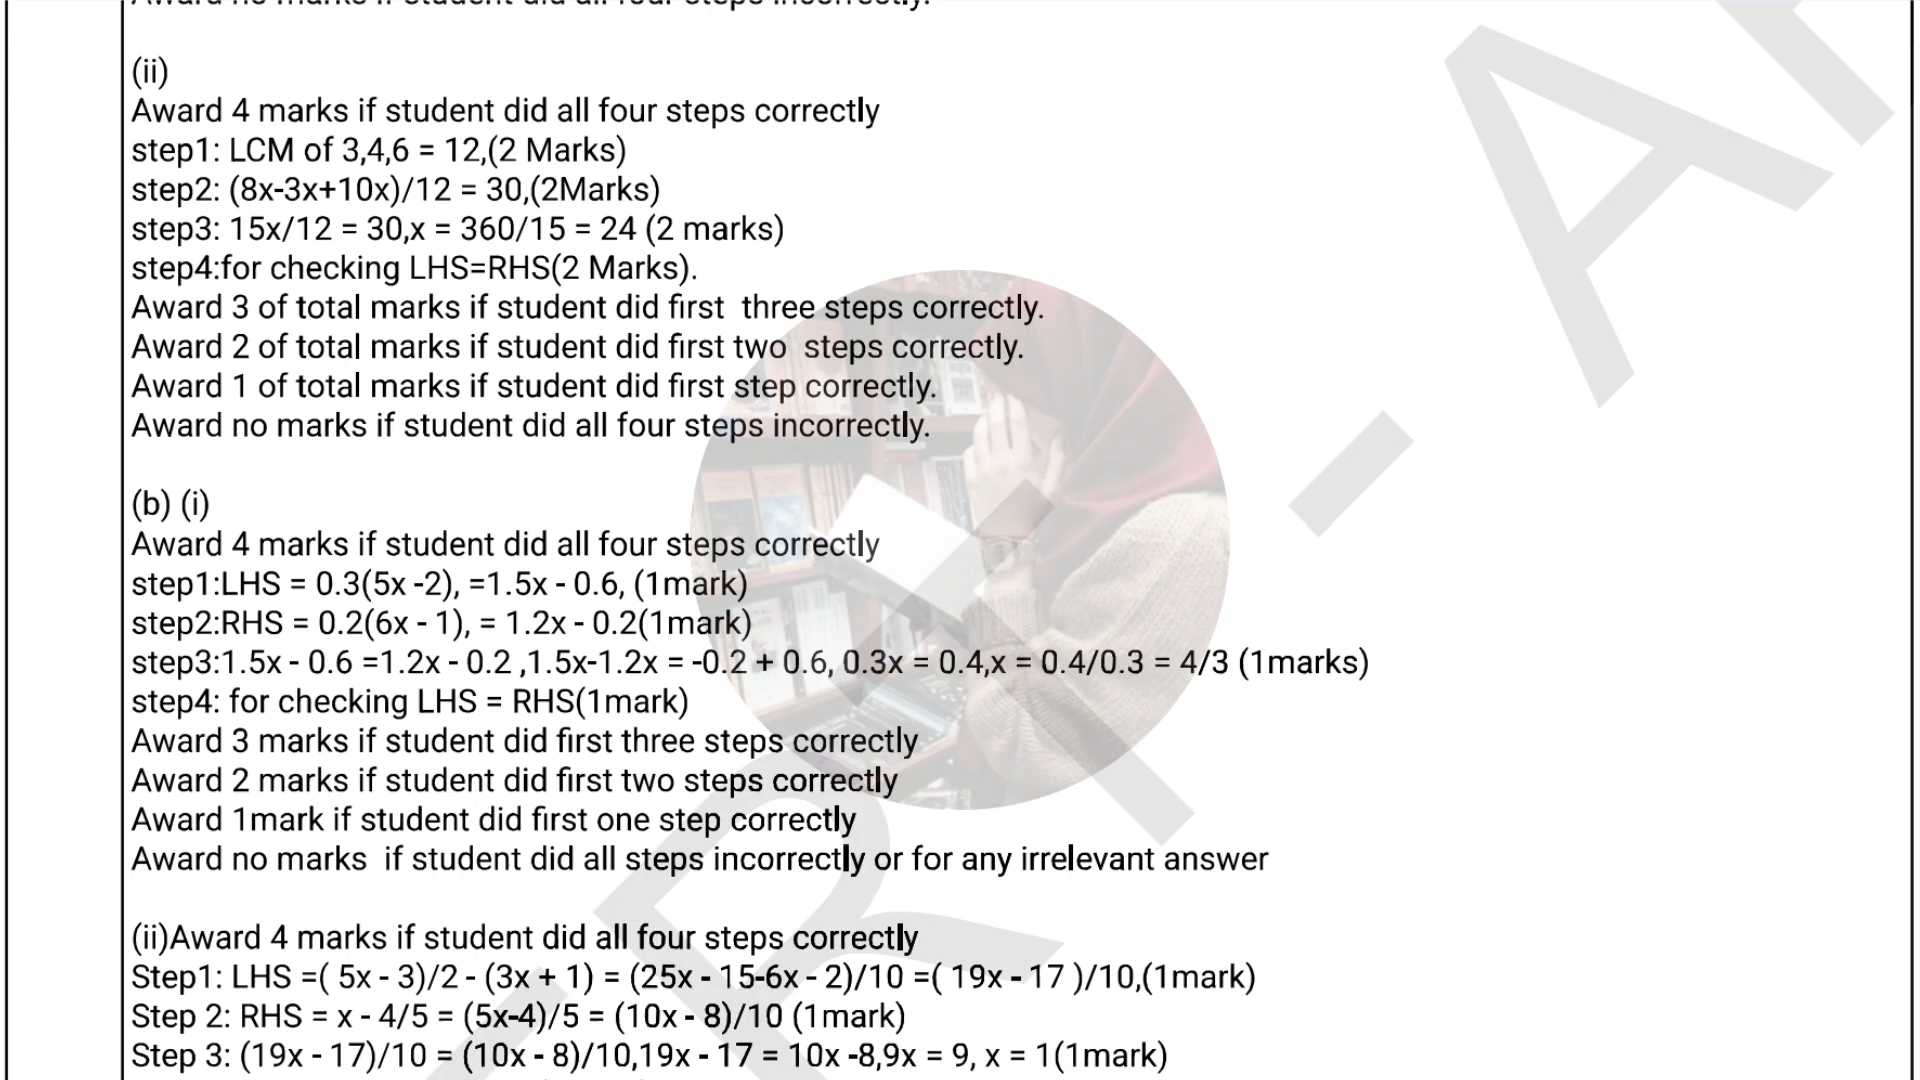 (ii)
Award 4 marks if student did all four steps correctly
step1: LCM of 3,4,6 = 12,(2 Marks)
step2: (8x-3x+10x)/12 = 30,(2Marks)
step3: 15x/12 = 30,x = 360/15 = 24 (2 marks)
step4:for checking LHS=RHS(2 Marks).
Award 3 of total marks if student did first  three steps correctly.
Award 2 of total marks if student did first two  steps correctly.
Award 1 of total marks if student did first step correctly.
Award no marks if student did all four steps incorrectly.
(b) (i)
Award 4 marks if student did all four steps correctly
step1:LHS = 0.3(5x -2), =1.5x - 0.6, (1mark)
step2:RHS = 0.2(6x - 1), = 1.2x - 0.2(1mark)
step3:1.5x - 0.6 =1.2x - 0.2 ,1.5x-1.2x = -0.2 + 0.6, 0.3x = 0.4,x = 0.4/0.3 = 4/3 (1marks)
step4: for checking LHS = RHS(1mark)
Award 3 marks if student did first three steps correctly
Award 2 marks if student did first two steps correctly
Award 1mark if student did first one step correctly
Award no marks  if student did all steps incorrectly or for any irrelevant answer
(ii)Award 4 marks if student did all four steps correctly
Step1: LHS =( 5x - 3)/2 - (3x + 1) = (25x - 15-6x - 2)/10 =( 19x - 17 )/10,(1mark)
Step 2: RHS = x - 4/5 = (5x-4)/5 = (10x - 8)/10 (1mark)
Step 3: (19x - 17)/10 = (10x - 8)/10,19x - 17 = 10x -8,9x = 9, x = 1(1mark)